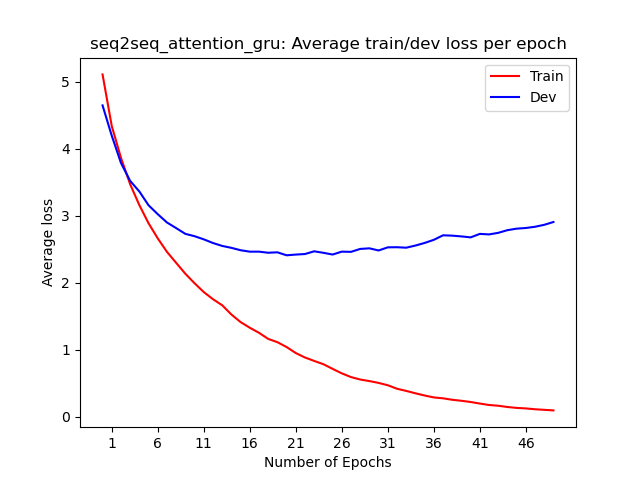 seq2seq_attention_gru: Average train/dev loss per epoch
Train
Dev
Average loss
5
4
3
2
1
0
1 6 11 16 21 26 31 36 41 46
Number of Epochs